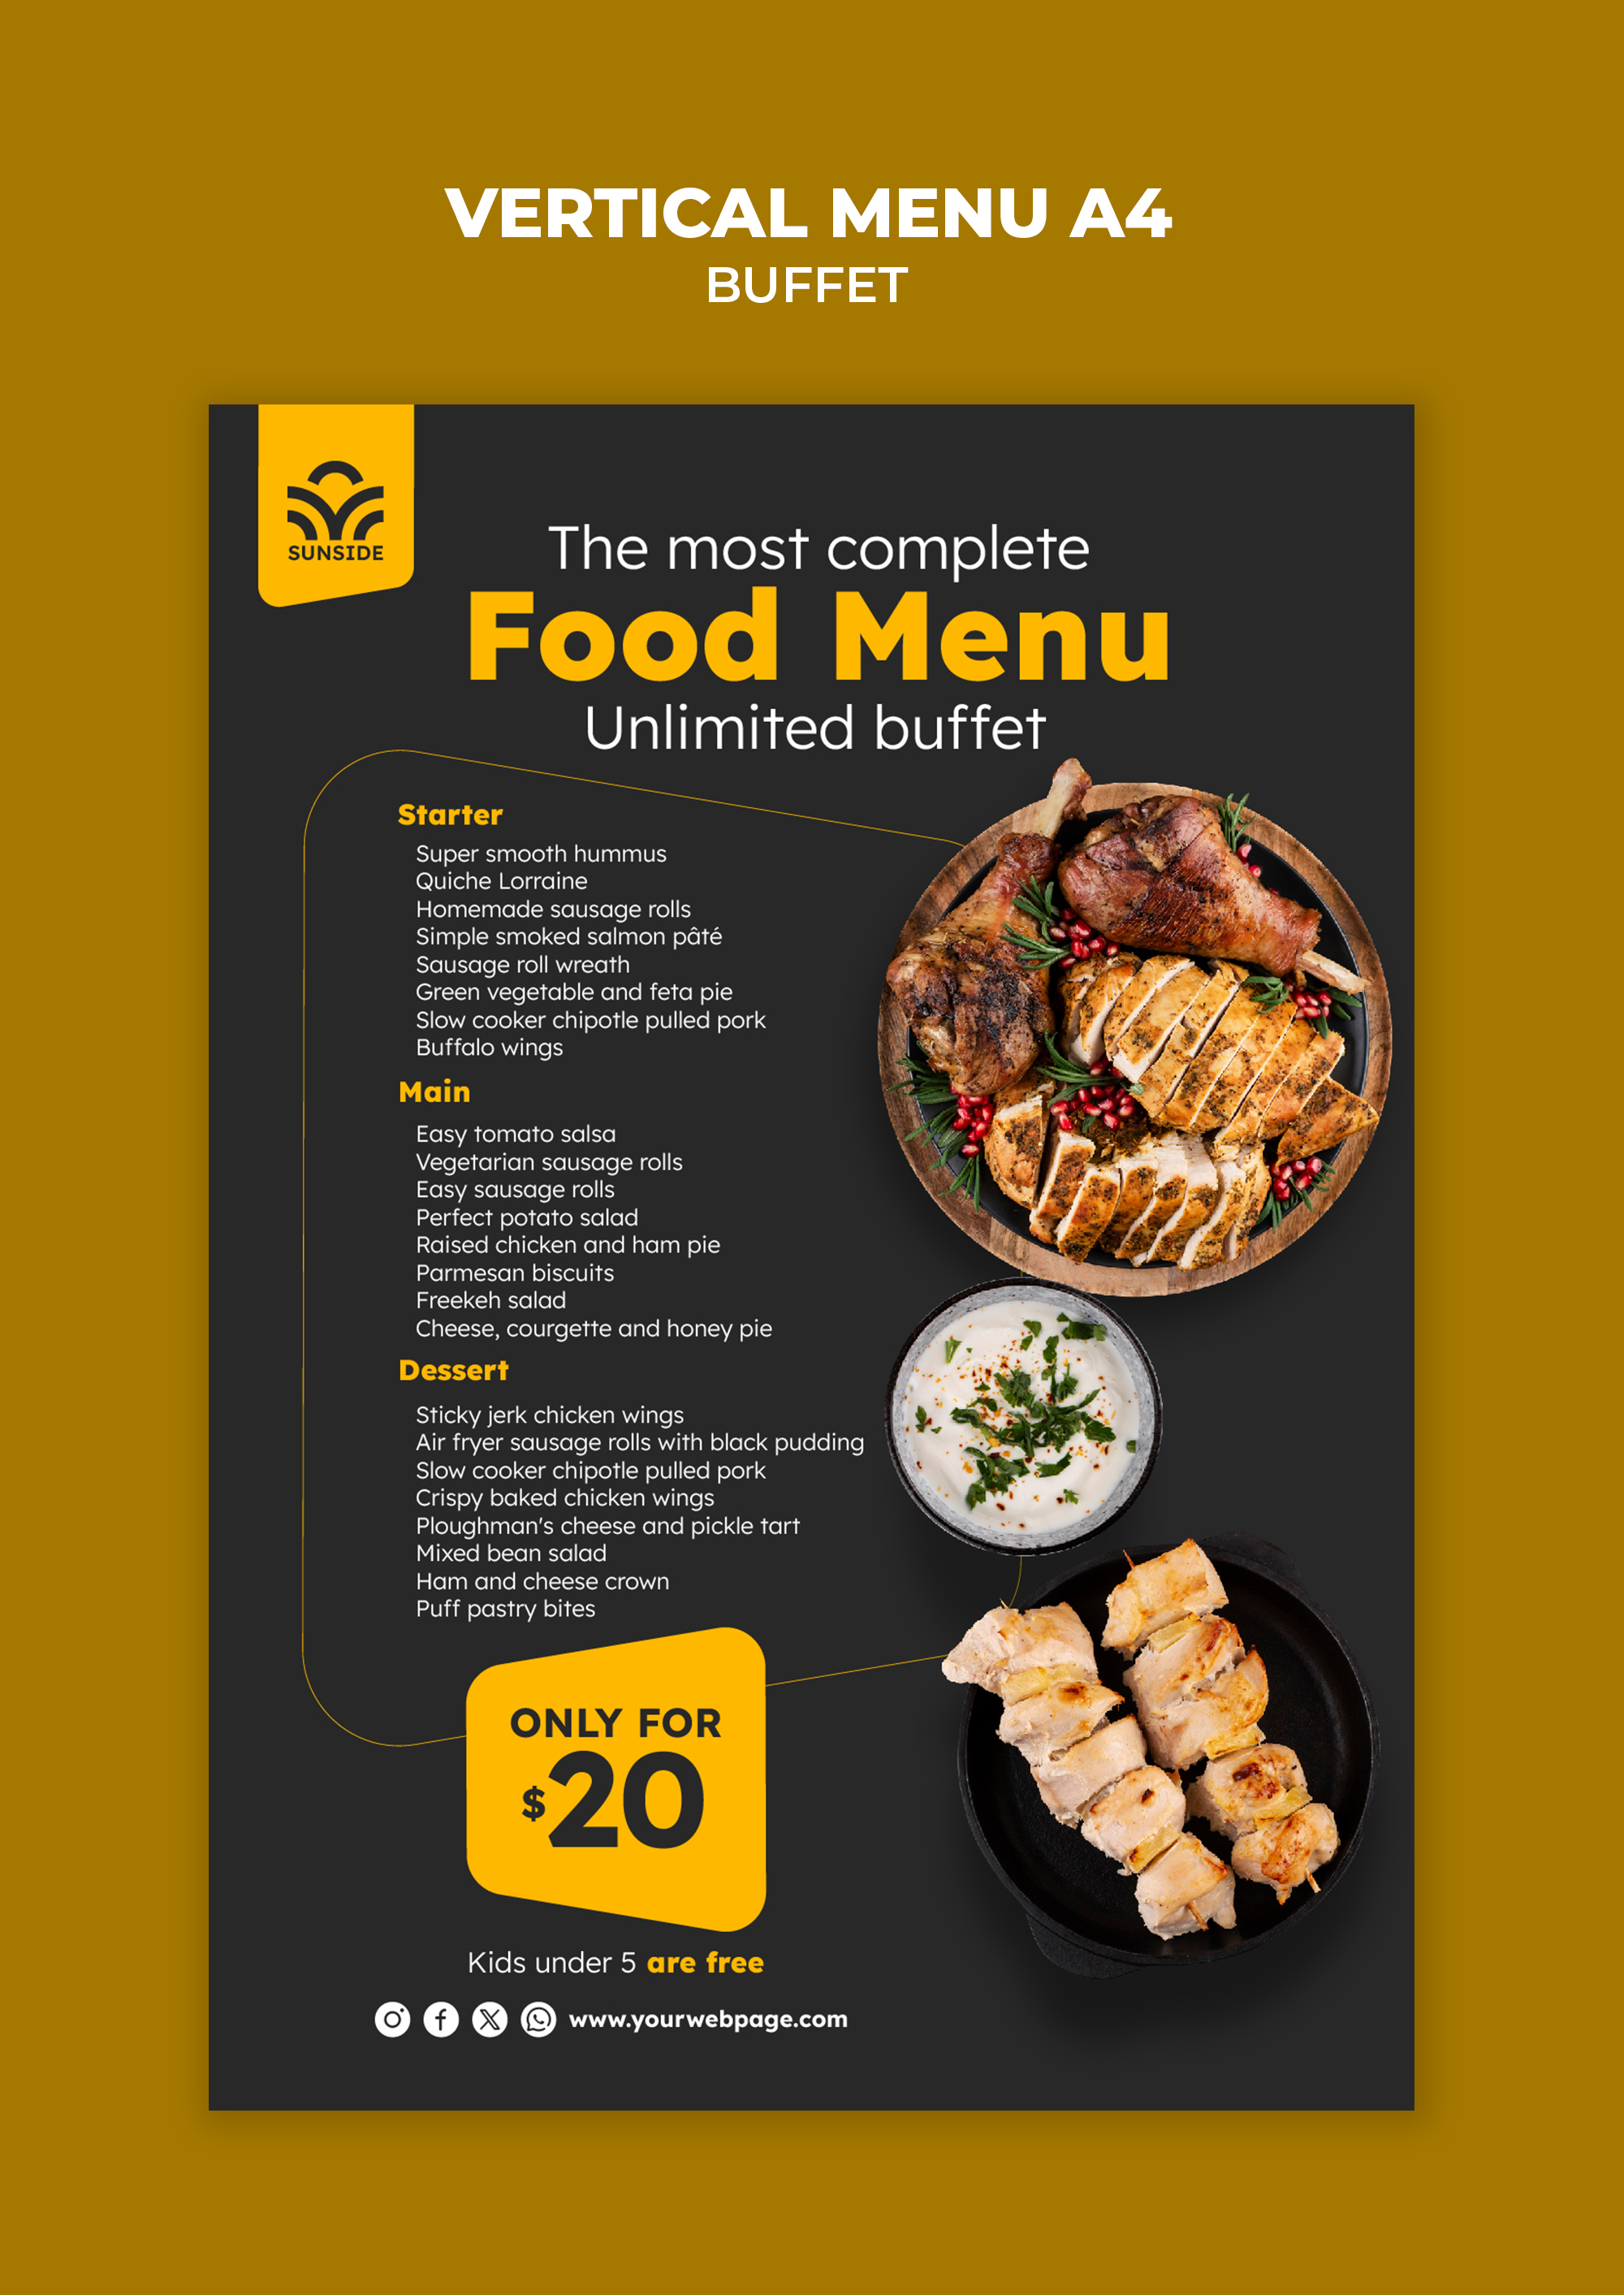 VERTICAL MENU A4
BUFFET
SUNSIDE
The most complete
Food Menu
Unlimited buffet
Starter
Super smooth hummus
Quiche Lorraine
Homemade sausage rolls
Simple smoked salmon pâté
Sausage roll wreath
Green vegetable and feta pie
Slow cooker chipotle pulled pork
Buffalo wings
Main
Easy tomato salsa
Vegetarian sausage rolls
Easy sausage rolls
Perfect potato salad
Raised chicken and ham pie
Parmesan biscuits
Freekeh salad
Cheese, courgette and honey pie
Dessert
Sticky jerk chicken wings
Air fryer sausage rolls with black pudding
Slow cooker chipotle pulled pork
Crispy baked chicken wings
Ploughman's cheese and pickle tart
Mixed bean salad
Ham and cheese crown
Puff pastry bites
ONLY FOR
$20
Kids under 5 are free
www.yourwebpage.com